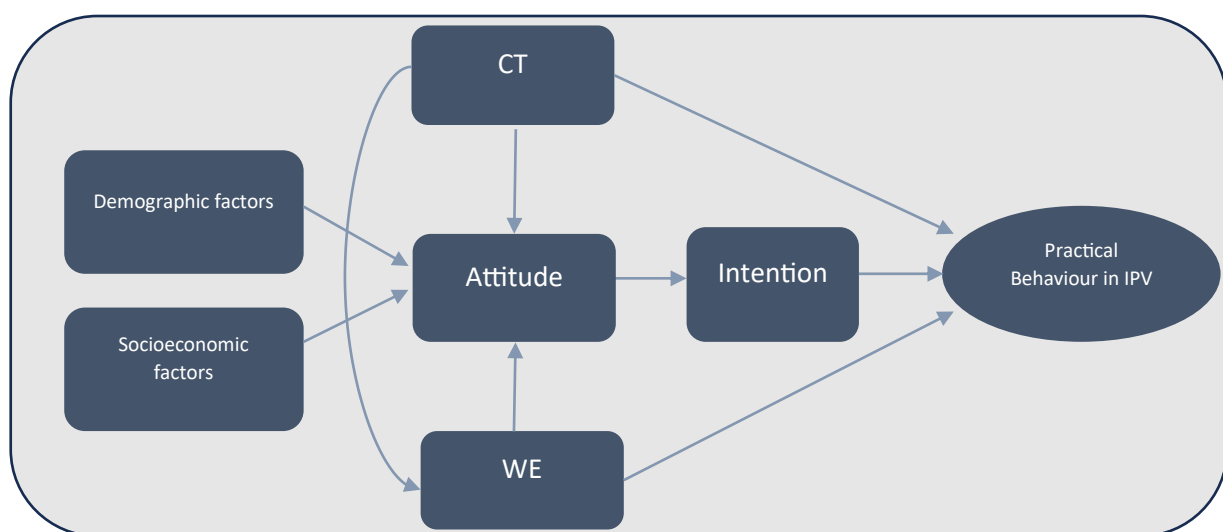 CT
Demographic factors
Attitude
Intention
Practical
Behaviour in IPV
Socioeconomic
factors
WE